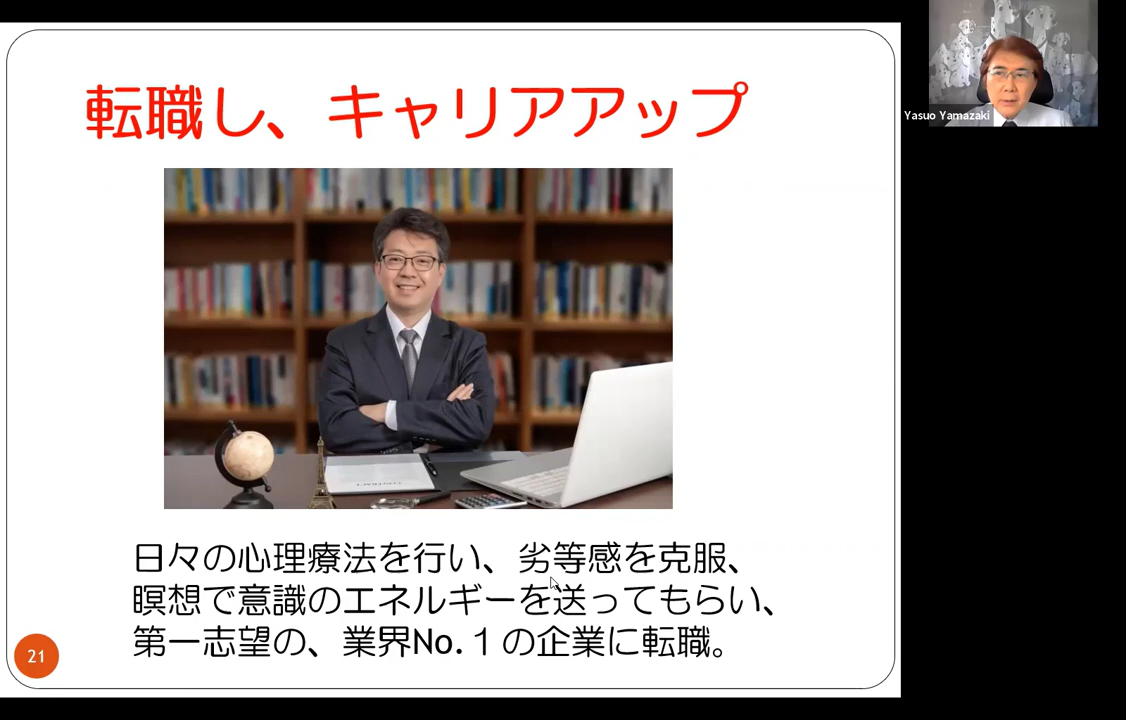 転職し、キャリアアップ
Yasuo Yamazaki
CONTRACT
日々の心理療法を行い、劣等感を克服、
瞑想で意識のエネルギーを送ってもらい、
第一志望の、業界No.１の企業に転職。
21